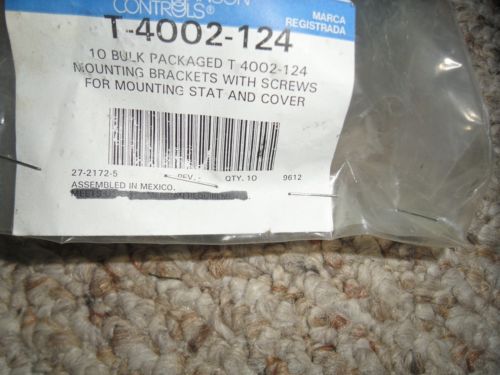 CONTROLS®
MARCA
REGISTRADA
T-4002-124
10 BULK PACKAGED T 4002-124
MOUNTING BRACKETS WITH SCREWS
FOR MOUNTING STAT AND COVER
27-2172-5 REV. - QTY. 10 9612
ASSEMBLED IN MEXICO.